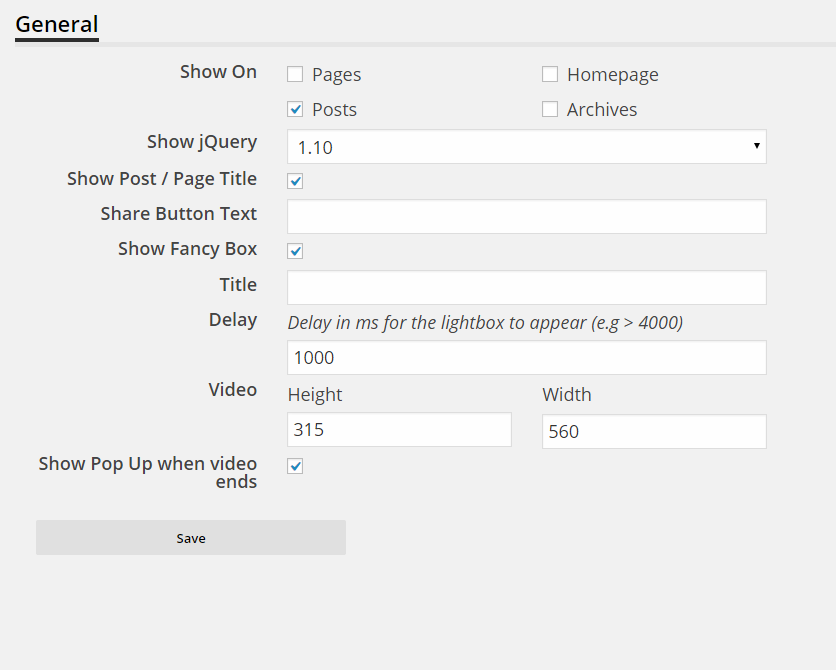 General
Show On
Pages
Homepage
Posts
Archives
Show jQuery
1.10
Show Post / Page Title
Share Button Text
Show Fancy Box
Title
Delay
Delay in ms for the lightbox to appear (e.g > 4000)
1000
Video
Height
Width
315
560
Show Pop Up when video
ends
Save